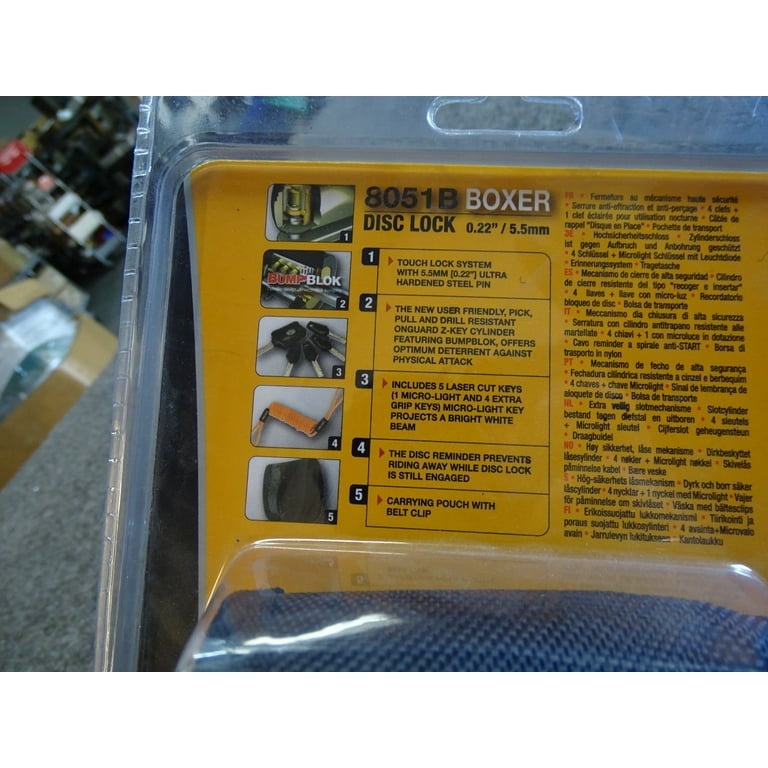 8051B BOXER
DISC LOCK 0.22" / 5.5mm
1
TOUCH LOCK SYSTEM
WITH 5.5MM [0.22"] ULTRA
HARDENED STEEL PIN
2
THE NEW USER FRIENDLY, PICK,
PULL AND DRILL RESISTANT
ONGUARD Z-KEY CYLINDER
FEATURING BUMPBLOK, OFFERS
OPTIMUM DETERRENT AGAINST
PHYSICAL ATTACK
3
INCLUDES 5 LASER CUT KEYS
(1 MICRO-LIGHT AND 4 EXTRA
GRIP KEYS) MICRO-LIGHT KEY
PROJECTS A BRIGHT WHITE
BEAM
4
THE DISC REMINDER PREVENTS
RIDING AWAY WHILE DISC LOCK
IS STILL ENGAGED
5
CARRYING POUCH WITH
BELT CLIP
1
BUMPBLOK
2
3
4
5
FR • Fermeture au mécanisme haute sécurité
• Serrure anti-effraction et anti-perçage • 4 clefs +
1 clef éclairée pour utilisation nocturne • Câble de
rappel "Disque en Place" • Pochette de transport
DE • Hochsicherheitsschloss • Zylinderschloss
ist gegen Aufbruch und Anbohrung geschützt
• 4 Schlüssel + Microlight Schlüssel mit Leuchtdiode
• Erinnerungssystem • Tragetasche
ES • Mecanismo de cierre de alta seguridad • Cilindro
de cierre resistente del tipo "recoger e insertar"
• 4 llaves + llave con micro-luz • Recordatorio
bloqueo de disc • Bolsa de transporte
IT • Meccanismo dia chiusura di alta sicurezza
• Serratura con cilindro antitrapano resistente alle
martellate • 4 chiavi + 1 con microluce in dotazione
• Cavo reminder a spirale anti-START • Borsa di
trasporto in nylon
PT • Mecanismo de fecho de alta segurança
• Fechadura cilíndrica resistente a cinzel e berbequim
• 4 chaves + chave Microlight • Sinal de lembrança de
aloquete de disco • Bolsa de transporte
NL • Extra veilig slotmechanisme • Slotcylinder
bestand tegen diefstal en uitboren • 4 sleutels
+ Microlight sleutel • Cijferslot geheugensteun
• Draagbuidel
NO • Høy sikkerhet, låse mekanisme • Dirkbeskyttet
låsesylinder • 4 nøkler + Microlight nøkkel • Skivelås
påminnelse kabel • Bære veske
S • Hög-säkerhets låsmekanism • Dyrk och borr säker
låscylinder • 4 nycklar + 1 nyckel med Microlight • Vajer
för påminnelse om skivlåset • Väska med bältesclips
FI • Erikoissuojattu lukkomekanismi • Tiirikointi ja
poraus suojattu lukkosylinteri • 4 avainta+Microvalo
avain • Jarrulevyn lukitukseen • Kantolaukku